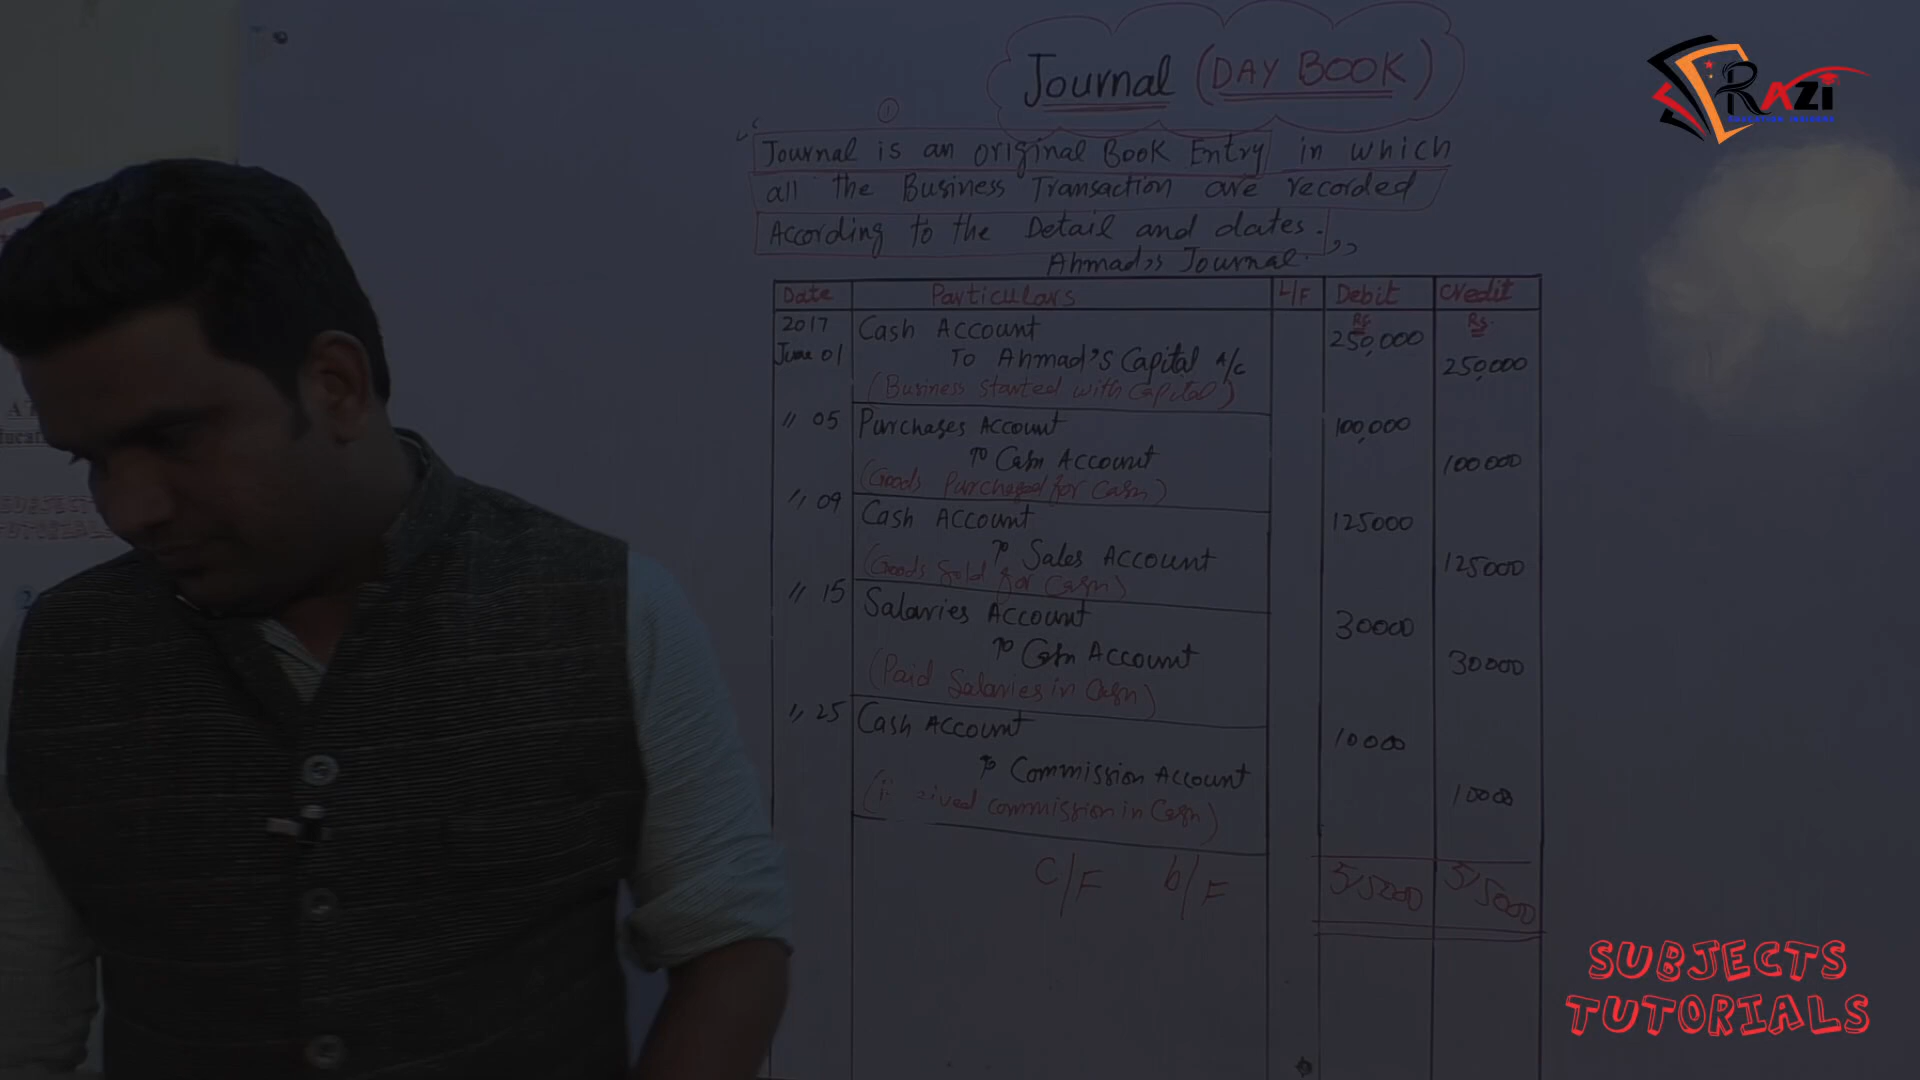 Journal (DAY BOOK)
RAZI
①
“Journal is an original Book Entry in which
all the Business Transaction are recorded
According to the Detail and dates.”
Ahmad,s Journal.
Date Particulars L/F Debit Credit
2017 Cash Account Rs. 250,000 Rs.
June 01 To Ahmad's Capital A/c 250,000
(Business started with Capital)
〃 05 Purchases Account 100,000
To Cash Account 100000
(Goods Purchased for Cash)
〃 09 Cash Account 125000
To Sales Account 125000
(Goods Sold for Cash)
〃 15 Salaries Account 30000
To Cash Account 30000
(Paid Salaries in Cash)
〃 25 Cash Account 10000
To Commission Account 10000
commission in Cash)
C/F b/F 515000 515000
SUBJECTS
TUTORIALS